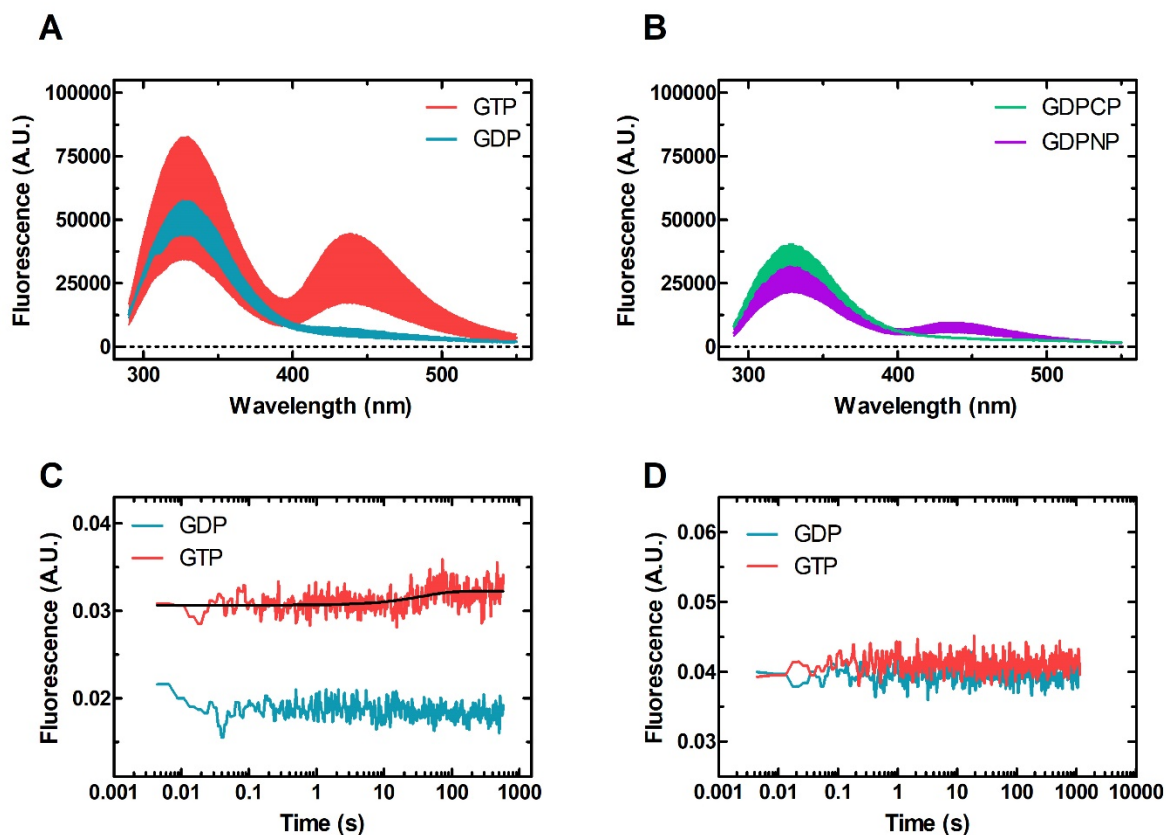 A
Fluorescence (A.U.)
100000
75000
50000
25000
0
GTP
GDP
300
400
500
Wavelength (nm)
B
Fluorescence (A.U.)
100000
75000
50000
25000
0
GDPCP
GDPNP
300
400
500
Wavelength (nm)
C
Fluorescence (A.U.)
0.04
0.03
0.02
GDP
GTP
0.001
0.01
0.1
1
10
100
1000
Time (s)
D
Fluorescence (A.U.)
0.06
0.05
0.04
0.03
GDP
GTP
0.001
0.01
0.1
1
10
100
1000
10000
Time (s)